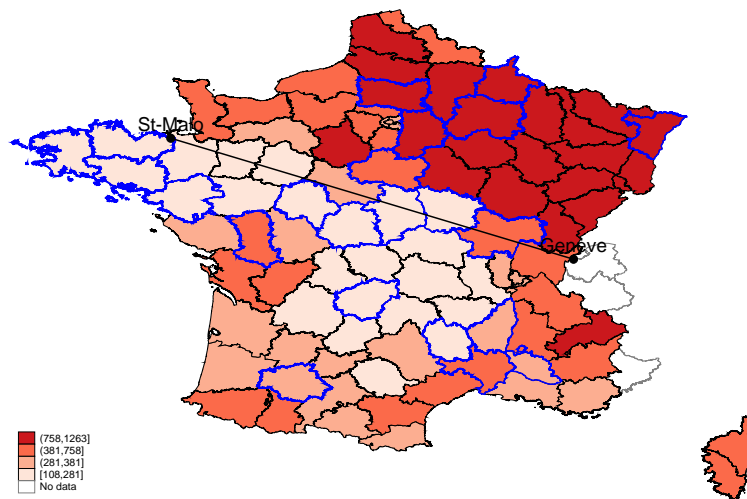 St-Malo
Genève
(758,1263]
(381,758]
(281,381]
[108,281]
No data